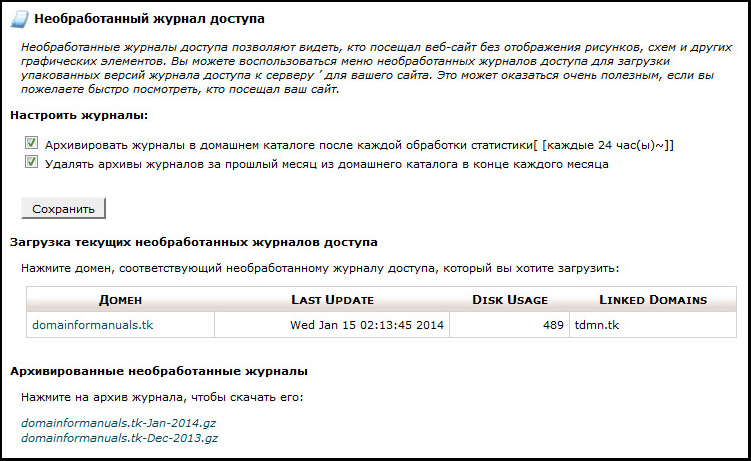 Необработанный журнал доступа
Необработанные журналы доступа позволяют видеть, кто посещал веб-сайт без отображения рисунков, схем и других
графических элементов. Вы можете воспользоваться меню необработанных журналов доступа для загрузки
упакованных версий журнала доступа к серверу ’ для вашего сайта. Это может оказаться очень полезным, если вы
пожелаете быстро посмотреть, кто посещал ваш сайт.
Настроить журналы:
Архивировать журналы в домашнем каталоге после каждой обработки статистики[ [каждые 24 час(ы)~]]
Удалять архивы журналов за прошлый месяц из домашнего каталога в конце каждого месяца
Сохранить
Загрузка текущих необработанных журналов доступа
Нажмите домен, соответствующий необработанному журналу доступа, который вы хотите загрузить:
Домен Last Update Disk Usage Linked Domains
domainformanuals.tk Wed Jan 15 02:13:45 2014 489 tdmn.tk
Архивированные необработанные журналы
Нажмите на архив журнала, чтобы скачать его:
domainformanuals.tk-Jan-2014.gz
domainformanuals.tk-Dec-2013.gz